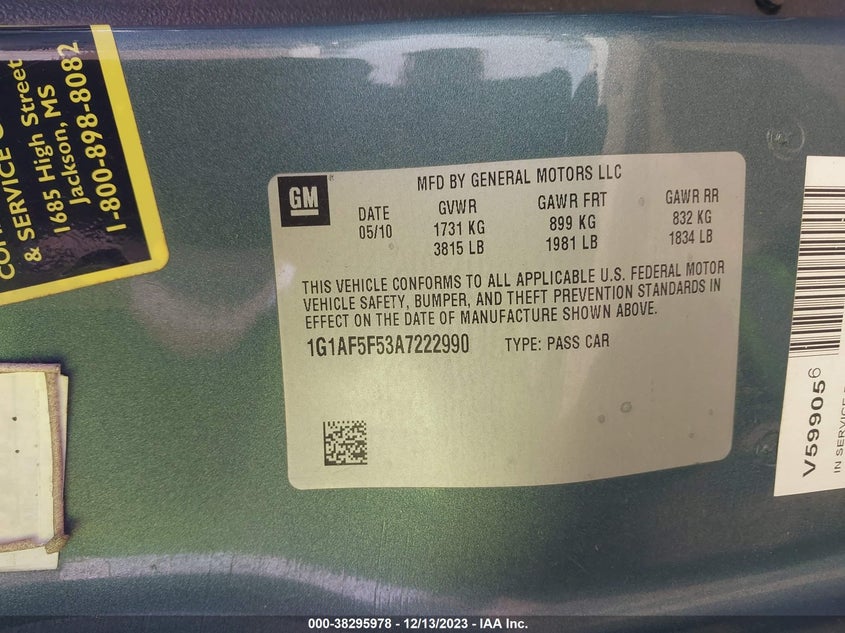 & SERVICE
1685 High Street
Jackson, MS
1-800-898-8082
GM
MFD BY GENERAL MOTORS LLC
DATE GVWR GAWR FRT GAWR RR
05/10 1731 KG 899 KG 832 KG
3815 LB 1981 LB 1834 LB
THIS VEHICLE CONFORMS TO ALL APPLICABLE U.S. FEDERAL MOTOR
VEHICLE SAFETY, BUMPER, AND THEFT PREVENTION STANDARDS IN
EFFECT ON THE DATE OF MANUFACTURE SHOWN ABOVE.
1G1AF5F53A7222990 TYPE: PASS CAR
V599056
IN SERVICE
000-38295978 - 12/13/2023 - IAA Inc.